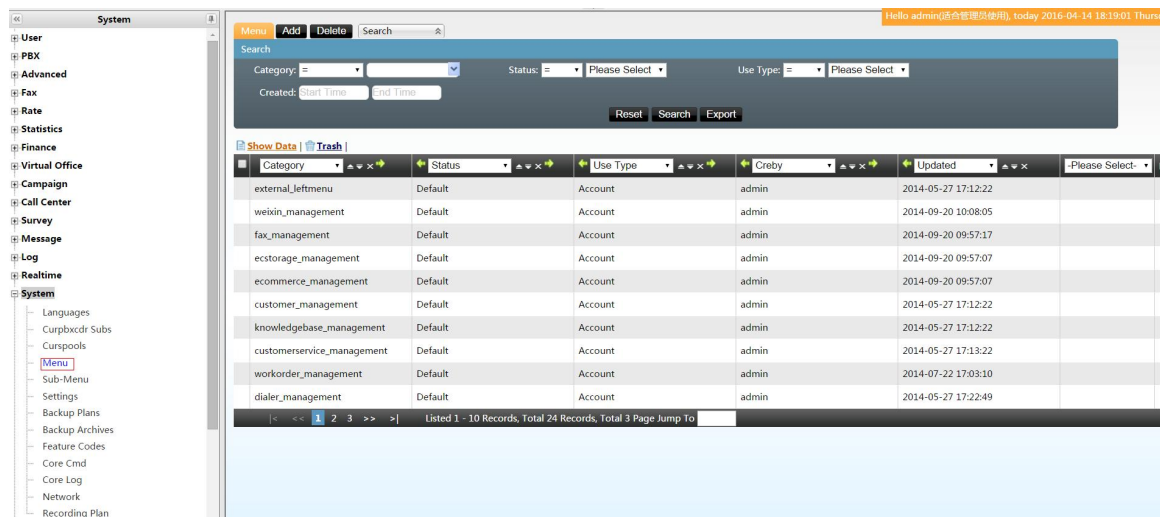 Hello admin(适合管理员使用), today 2016-04-14 18:19:01 Thurs
System
User
PBX
Advanced
Fax
Rate
Statistics
Finance
Virtual Office
Campaign
Call Center
Survey
Message
Log
Realtime
System
Languages
Curpbxcdr Subs
Curspools
Menu
Sub-Menu
Settings
Backup Plans
Backup Archives
Feature Codes
Core Cmd
Core Log
Network
Recording Plan
Menu Add Delete Search
Search
Category: = Status: = Please Select Use Type: = Please Select
Created: Start Time End Time
Reset Search Export
Show Data | Trash |
Category Status Use Type Creby Updated -Please Select-
external_leftmenu Default Account admin 2014-05-27 17:12:22
weixin_management Default Account admin 2014-09-20 10:08:05
fax_management Default Account admin 2014-09-20 09:57:17
ecstorage_management Default Account admin 2014-09-20 09:57:07
ecommerce_management Default Account admin 2014-09-20 09:57:07
customer_management Default Account admin 2014-05-27 17:12:22
knowledgebase_management Default Account admin 2014-05-27 17:12:22
customerservice_management Default Account admin 2014-05-27 17:13:22
workorder_management Default Account admin 2014-07-22 17:03:10
dialer_management Default Account admin 2014-05-27 17:22:49
|< << 1 2 3 >> >| Listed 1 - 10 Records, Total 24 Records, Total 3 Page Jump To